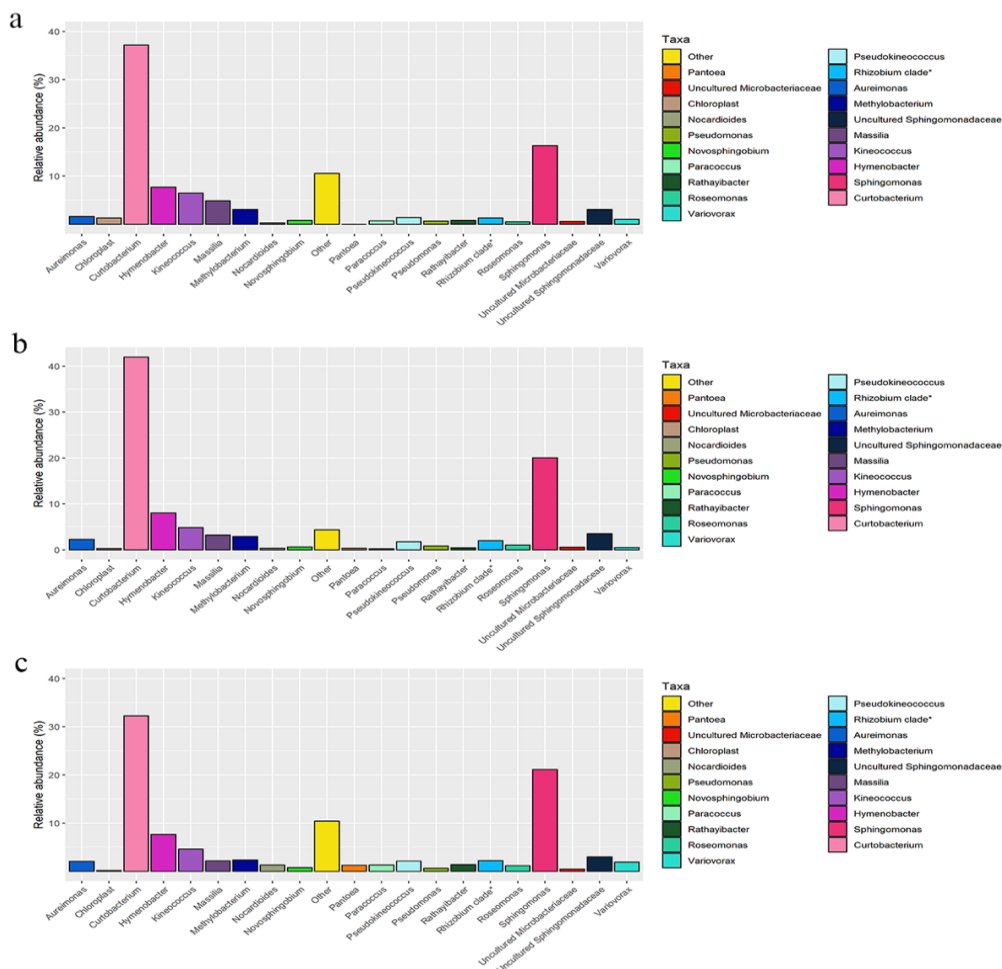 a
Relative abundance (%)
40
30
20
10
Aureimonas
Chloroplast
Curtobacterium
Hymenobacter
Kineococcus
Massilia
Methylobacterium
Nocardioides
Novosphingobium
Other
Pantoea
Paracoccus
Pseudokineococcus
Pseudomonas
Rathayibacter
Rhizobium clade*
Roseomonas
Sphingomonas
Uncultured Microbacteriaceae
Uncultured Sphingomonadaceae
Variovorax
Taxa
Other
Pantoea
Uncultured Microbacteriaceae
Chloroplast
Nocardioides
Pseudomonas
Novosphingobium
Paracoccus
Rathayibacter
Roseomonas
Variovorax
Pseudokineococcus
Rhizobium clade*
Aureimonas
Methylobacterium
Uncultured Sphingomonadaceae
Massilia
Kineococcus
Hymenobacter
Sphingomonas
Curtobacterium
b
Relative abundance (%)
40
30
20
10
0
Aureimonas
Chloroplast
Curtobacterium
Hymenobacter
Kineococcus
Massilia
Methylobacterium
Nocardioides
Novosphingobium
Other
Pantoea
Paracoccus
Pseudokineococcus
Pseudomonas
Rathayibacter
Rhizobium clade*
Roseomonas
Sphingomonas
Uncultured Microbacteriaceae
Uncultured Sphingomonadaceae
Variovorax
Taxa
Other
Pantoea
Uncultured Microbacteriaceae
Chloroplast
Nocardioides
Pseudomonas
Novosphingobium
Paracoccus
Rathayibacter
Roseomonas
Variovorax
Pseudokineococcus
Rhizobium clade*
Aureimonas
Methylobacterium
Uncultured Sphingomonadaceae
Massilia
Kineococcus
Hymenobacter
Sphingomonas
Curtobacterium
c
Relative abundance (%)
40
30
20
10
Aureimonas
Chloroplast
Curtobacterium
Hymenobacter
Kineococcus
Massilia
Methylobacterium
Nocardioides
Novosphingobium
Other
Pantoea
Paracoccus
Pseudokineococcus
Pseudomonas
Rathayibacter
Rhizobium clade*
Roseomonas
Sphingomonas
Uncultured Microbacteriaceae
Uncultured Sphingomonadaceae
Variovorax
Taxa
Other
Pantoea
Uncultured Microbacteriaceae
Chloroplast
Nocardioides
Pseudomonas
Novosphingobium
Paracoccus
Rathayibacter
Roseomonas
Variovorax
Pseudokineococcus
Rhizobium clade*
Aureimonas
Methylobacterium
Uncultured Sphingomonadaceae
Massilia
Kineococcus
Hymenobacter
Sphingomonas
Curtobacterium